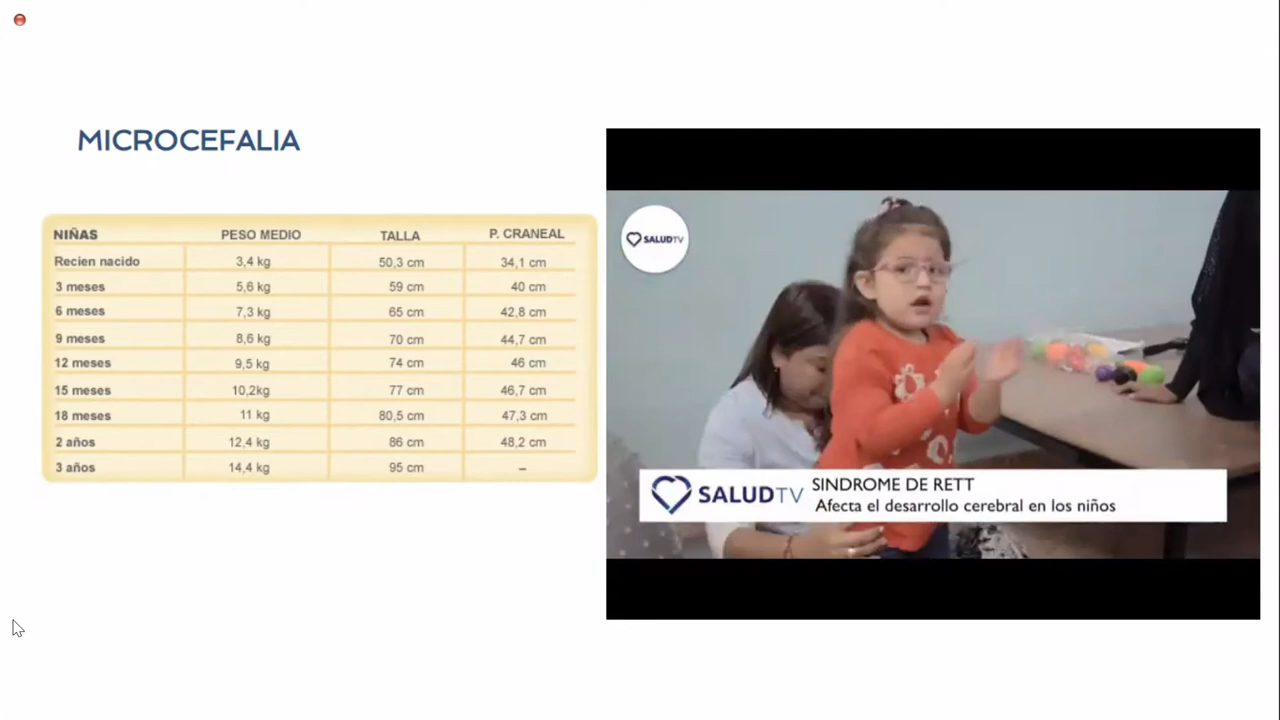 MICROCEFALIA
NIÑAS PESO MEDIO TALLA P. CRANEAL
Recien nacido 3,4 kg 50,3 cm 34,1 cm
3 meses 5,6 kg 59 cm 40 cm
6 meses 7,3 kg 65 cm 42,8 cm
9 meses 8,6 kg 70 cm 44,7 cm
12 meses 9,5 kg 74 cm 46 cm
15 meses 10,2kg 77 cm 46,7 cm
18 meses 11 kg 80,5 cm 47,3 cm
2 años 12,4 kg 86 cm 48,2 cm
3 años 14,4 kg 95 cm –
SALUDTV
SALUDTV
SINDROME DE RETT
Afecta el desarrollo cerebral en los niños